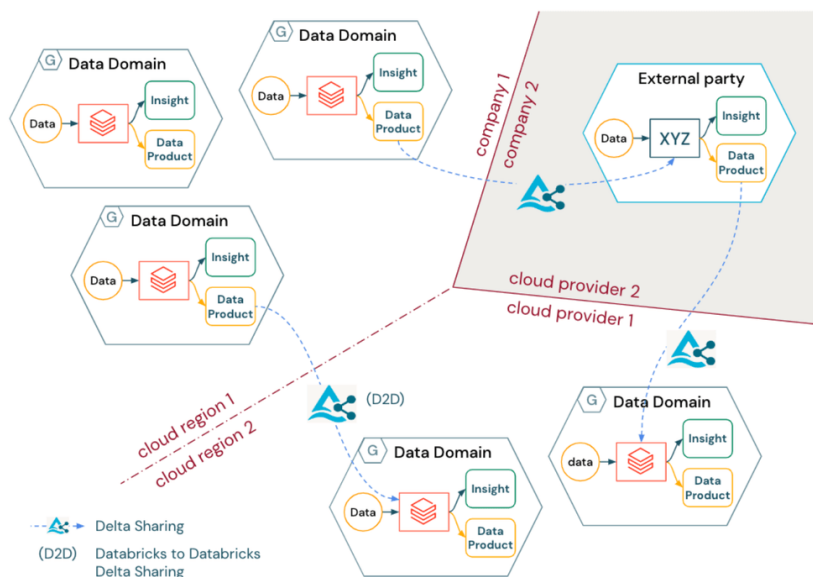 G
Data Domain
Data
Insight
Data
Product
G
Data Domain
Data
Insight
Data
Product
company 1
company 2
External party
Data
XYZ
Insight
Data
Product
G
Data Domain
Data
Insight
Data
Product
cloud provider 2
cloud provider 1
cloud region 1
cloud region 2
(D2D)
G
Data Domain
data
Insight
Data
Product
G
Data Domain
Data
Insight
Data
Product
Delta Sharing
(D2D) Databricks to Databricks
Delta Sharing